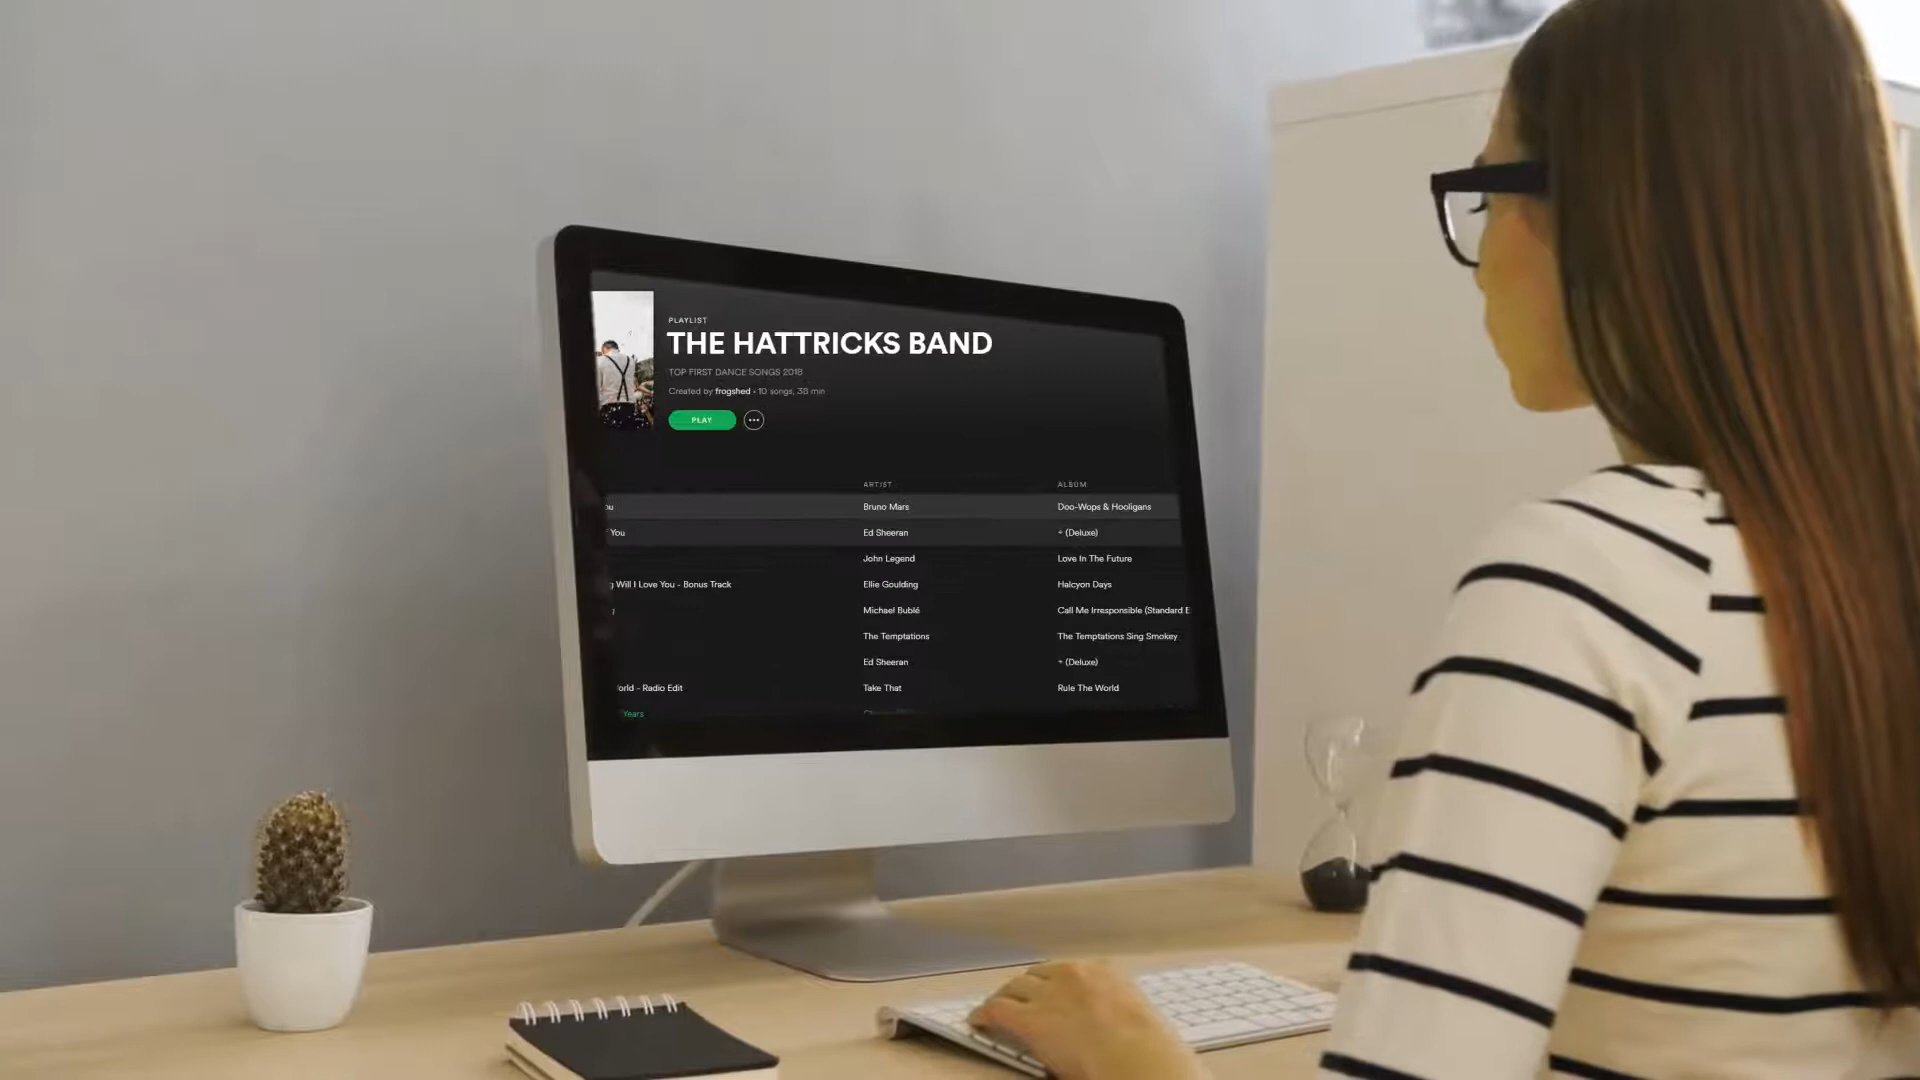 PLAYLIST
THE HATTRICKS BAND
TOP FIRST DANCE SONGS 2018
Created by frogshed • 10 songs, 38 min
PLAY
ARTIST ALBUM
ou Bruno Mars Doo-Wops & Hooligans
f You Ed Sheeran + (Deluxe)
John Legend Love In The Future
g Will I Love You - Bonus Track Ellie Goulding Halcyon Days
Michael Bublé Call Me Irresponsible (Standard E
The Temptations The Temptations Sing Smokey
Ed Sheeran + (Deluxe)
orld - Radio Edit Take That Rule The World
Years